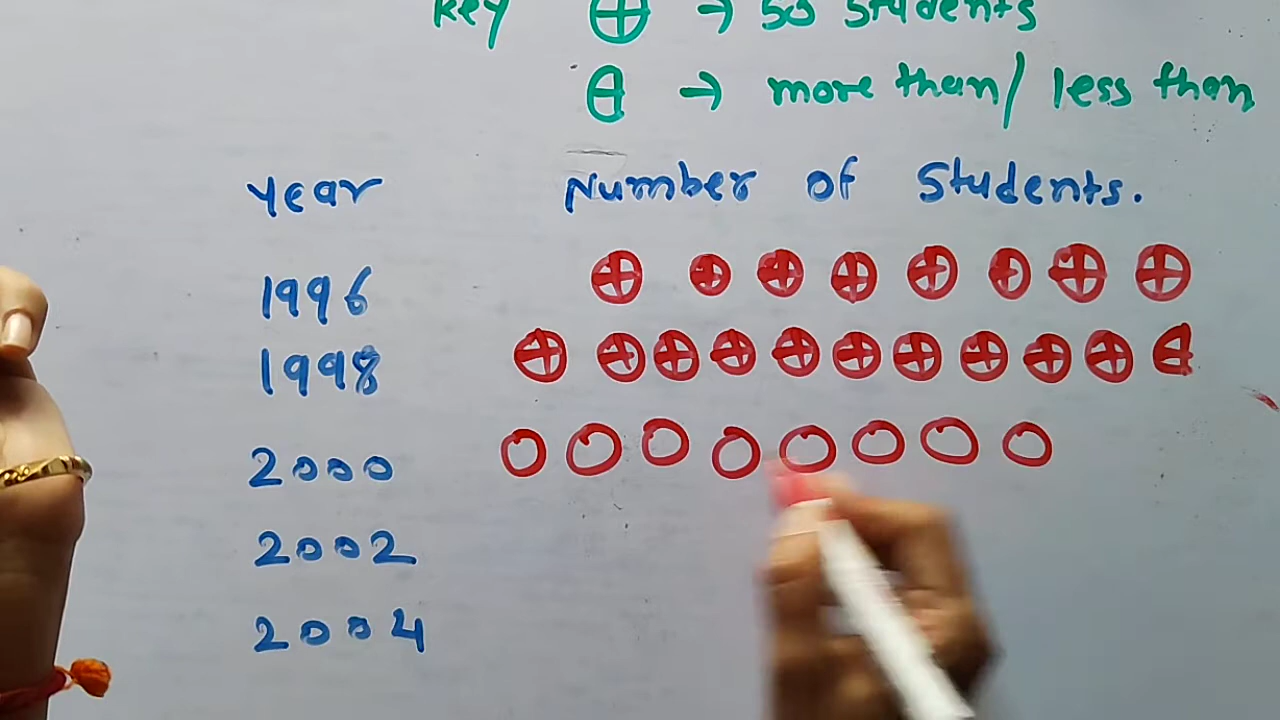 Key → 50 Students
→ more than/ less than
Year Number of Students.
1996
1998
2000
2002
2004